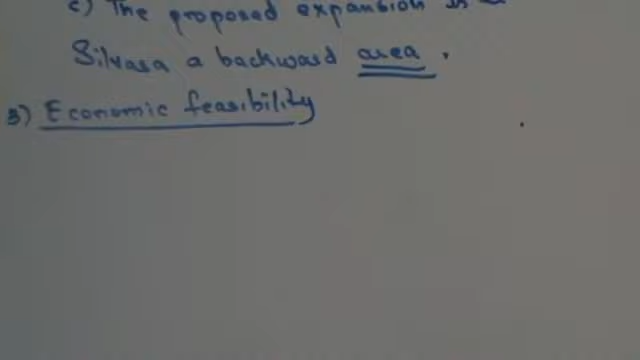 c) The proposed expansion is
Silvasa a backward area.
3) Economic feasibility